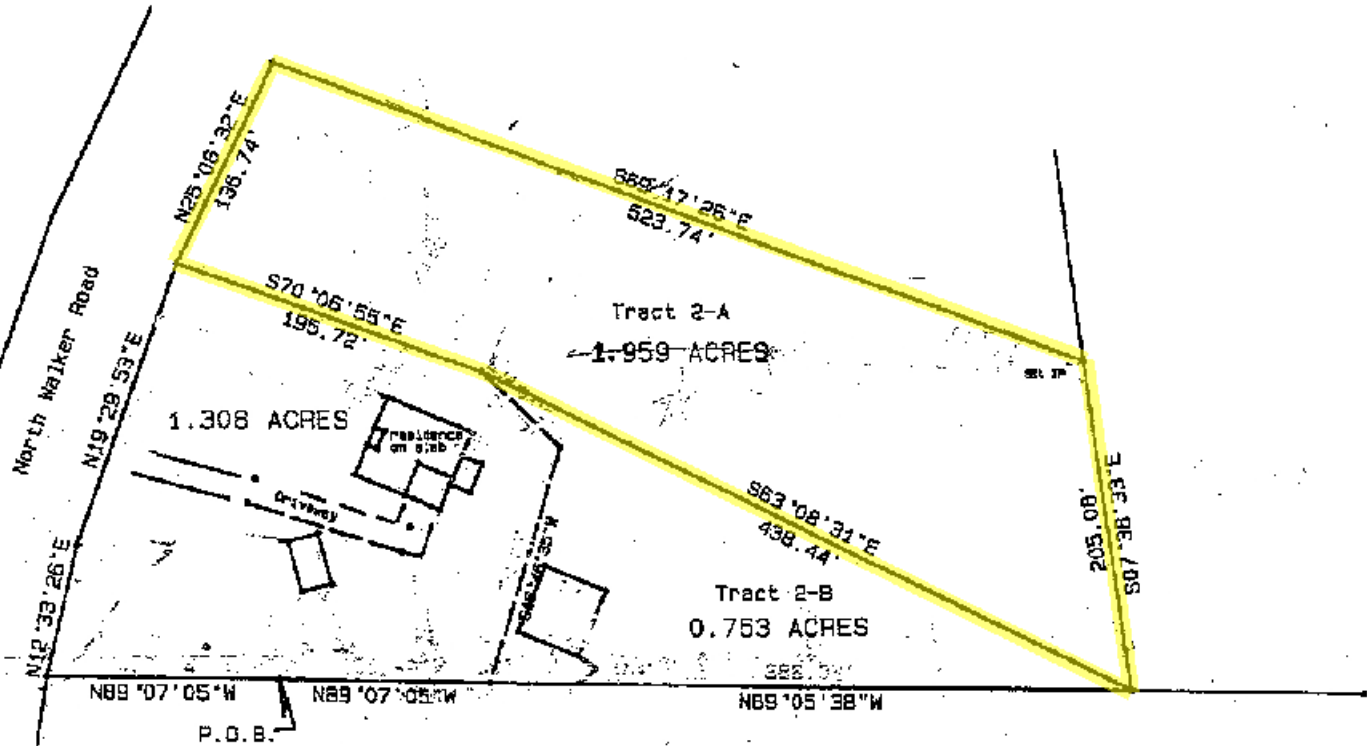 N25°06'32"E
136.74'
523.74'
S70°06'55"E
195.72'
Tract 2-A
1.959 ACRES
North Walker Road
N19°29'53"E
1.308 ACRES
residence
on slab
Driveway
S63°08'31"E
438.44'
205.08'
S07°38'33"E
Tract 2-B
0.753 ACRES
N12°33'26"E
N89°07'05"W
N89°07'05"W
N89°05'38"W
P.O.B.